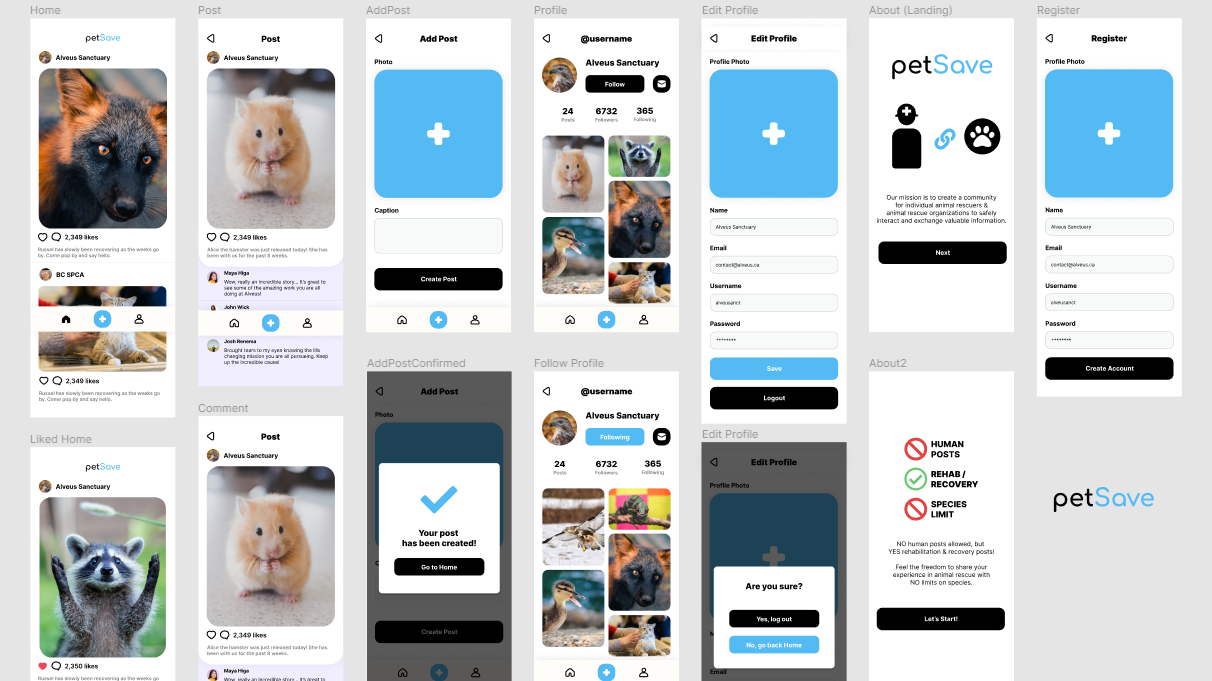 Home
petSave
Alveus Sanctuary
2,349 likes
Russel has slowly been recovering as the weeks go
by. Come pop by and say hello.
BC SPCA
2,349 likes
Russel has slowly been recovering as the weeks go
by. Come pop by and say hello.
Liked Home
petSave
Alveus Sanctuary
2,350 likes
Russel has slowly been recovering as the weeks go
Post
Post
Alveus Sanctuary
2,349 likes
Alice the hamster was just released today! She has
been with us for the past 8 weeks.
Maya Higa
Wow, really an incredible story... It's great to
see some of the amazing work you are all
doing at Alveus!
John Wick
Josh Renema
Brought tears to my eyes knowing the life
changing mission you are all pursuing. Keep
up the incredible cause!
Comment
Post
Alveus Sanctuary
2,349 likes
Alice the hamster was just released today! She has
been with us for the past 8 weeks.
Maya Higa
Wow, really an incredible story... It's great to
AddPost
Add Post
Photo
Caption
Create Post
AddPostConfirmed
Add Post
Photo
Your post
has been created!
Go to Home
Create Post
Profile
@username
Alveus Sanctuary
Follow
24
Posts
6732
Followers
365
Following
Follow Profile
@username
Alveus Sanctuary
Following
24
Posts
6732
Followers
365
Following
Edit Profile
Edit Profile
Profile Photo
Name
Alveus Sanctuary
Email
contact@alveus.ca
Username
alveusanct
Password
********
Save
Logout
Edit Profile
Edit Profile
Profile Photo
Are you sure?
Yes, log out
No, go back Home
Email
About (Landing)
petSave
Our mission is to create a community
for individual animal rescuers &
animal rescue organizations to safely
interact and exchange valuable information.
Next
About2
HUMAN
POSTS
REHAB /
RECOVERY
SPECIES
LIMIT
NO human posts allowed, but
YES rehabilitation & recovery posts!
Feel the freedom to share your
experience in animal rescue with
NO limits on species.
Let's Start!
Register
Register
Profile Photo
Name
Alveus Sanctuary
Email
contact@alveus.ca
Username
alveusanct
Password
********
Create Account
petSave